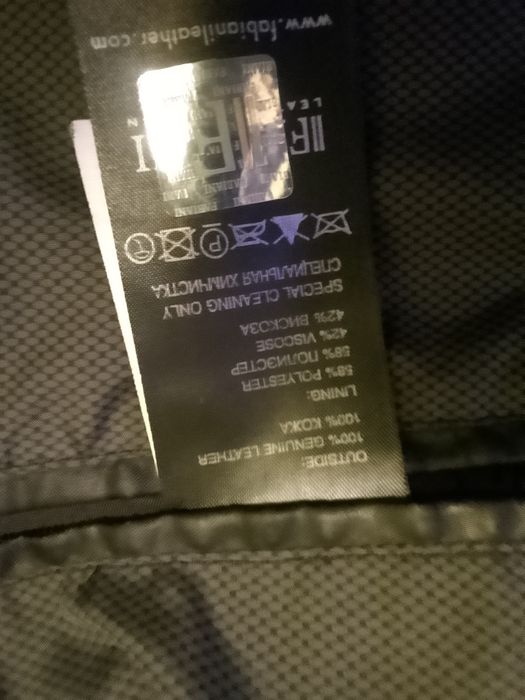 OUTSIDE:
100% GENUINE LEATHER
100% КОЖА
LINING:
58% POLYESTER
58% ПОЛИЭСТЕР
42% VISCOSE
42% ВИСКОЗА
SPECIAL CLEANING ONLY
СПЕЦИАЛЬНАЯ ХИМЧИСТКА
P
www.fabianileather.com